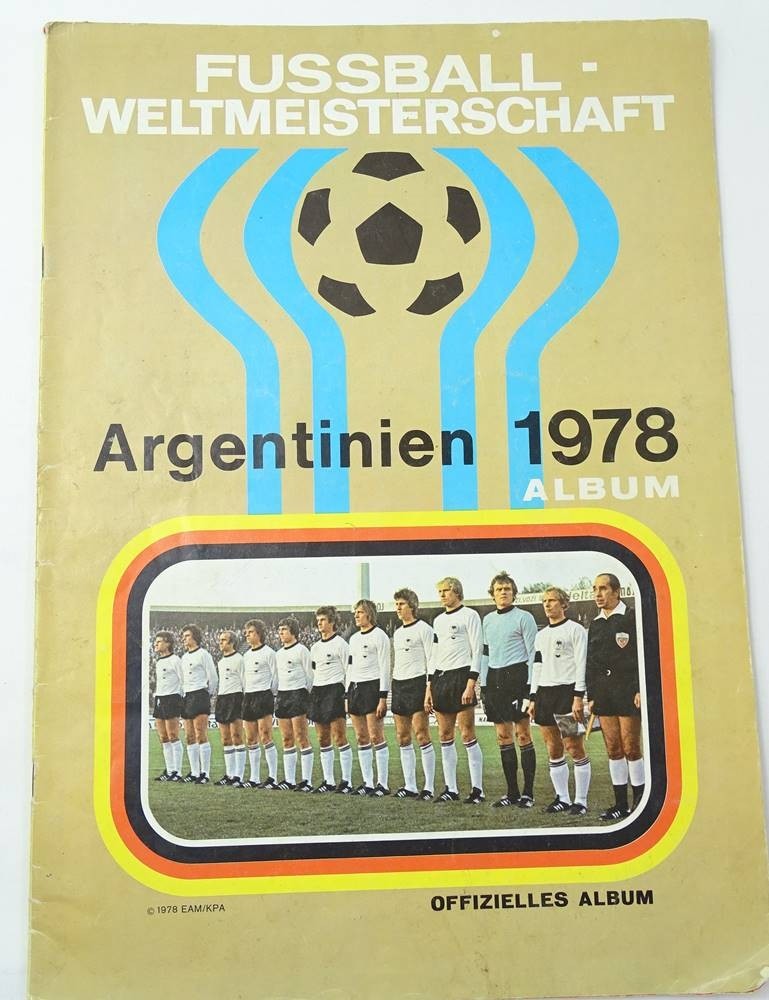 FUSSBALL -
WELTMEISTERSCHAFT
Argentinien 1978
ALBUM
© 1978 EAM/KPA
OFFIZIELLES ALBUM